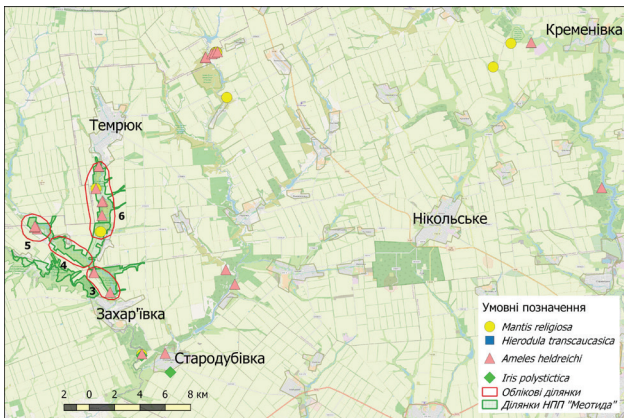 Кременівка
Темрюк
6
5
Нікольське
4
3
Захар'ївка
Стародубівка
2 0 2 4 6 8 км
Умовні позначення
Mantis religiosa
Hierodula transcaucasica
Ameles heldreichi
Iris polystictica
Облікові ділянки
Ділянки НПП "Меотида"